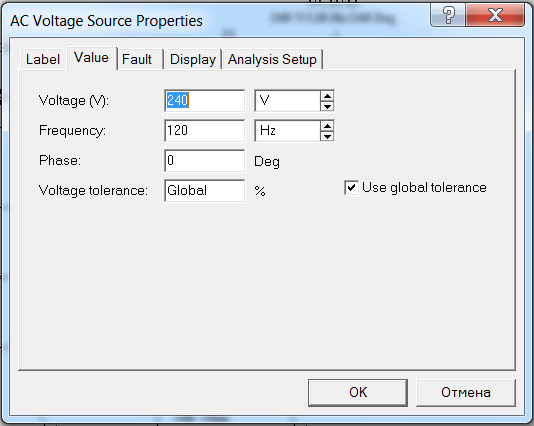 AC Voltage Source Properties
Label Value Fault Display Analysis Setup
Voltage (V): 240 V
Frequency: 120 Hz
Phase: 0 Deg
Voltage tolerance: Global % Use global tolerance
OK Отмена